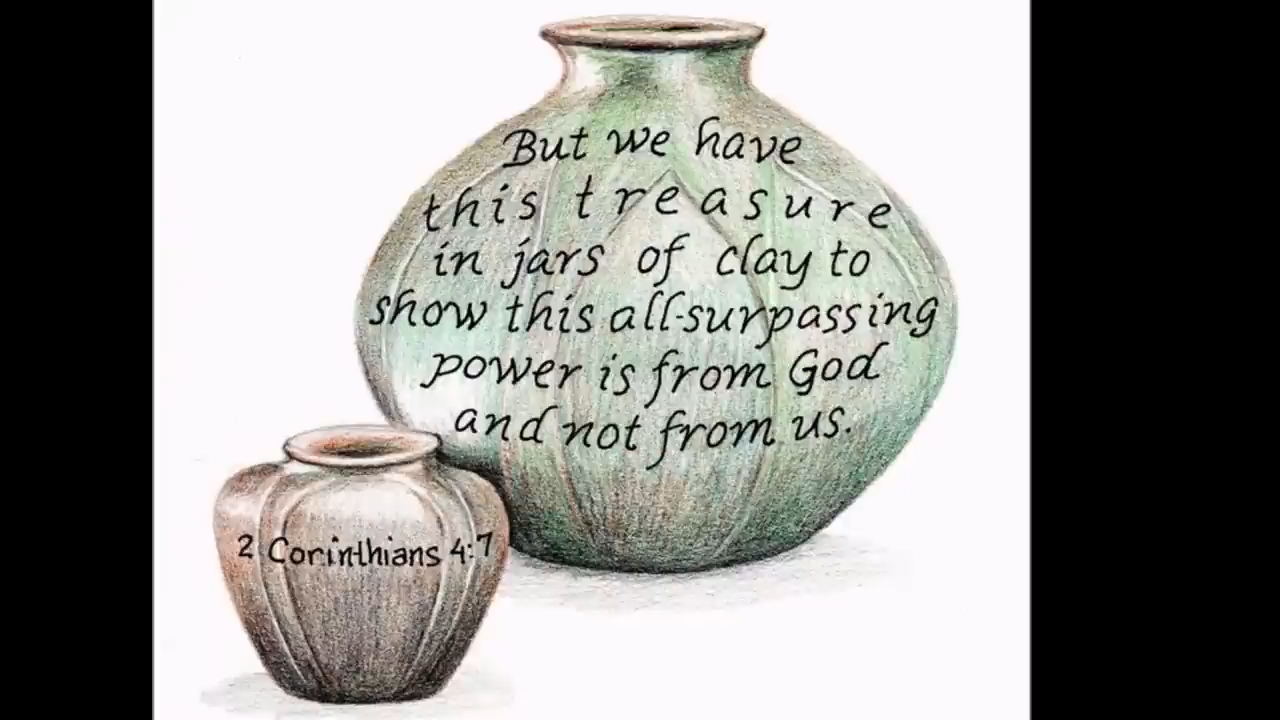 But we have
this treasure
in jars of clay to
show this all-surpassing
power is from God
and not from us.
2 Corinthians 4:7